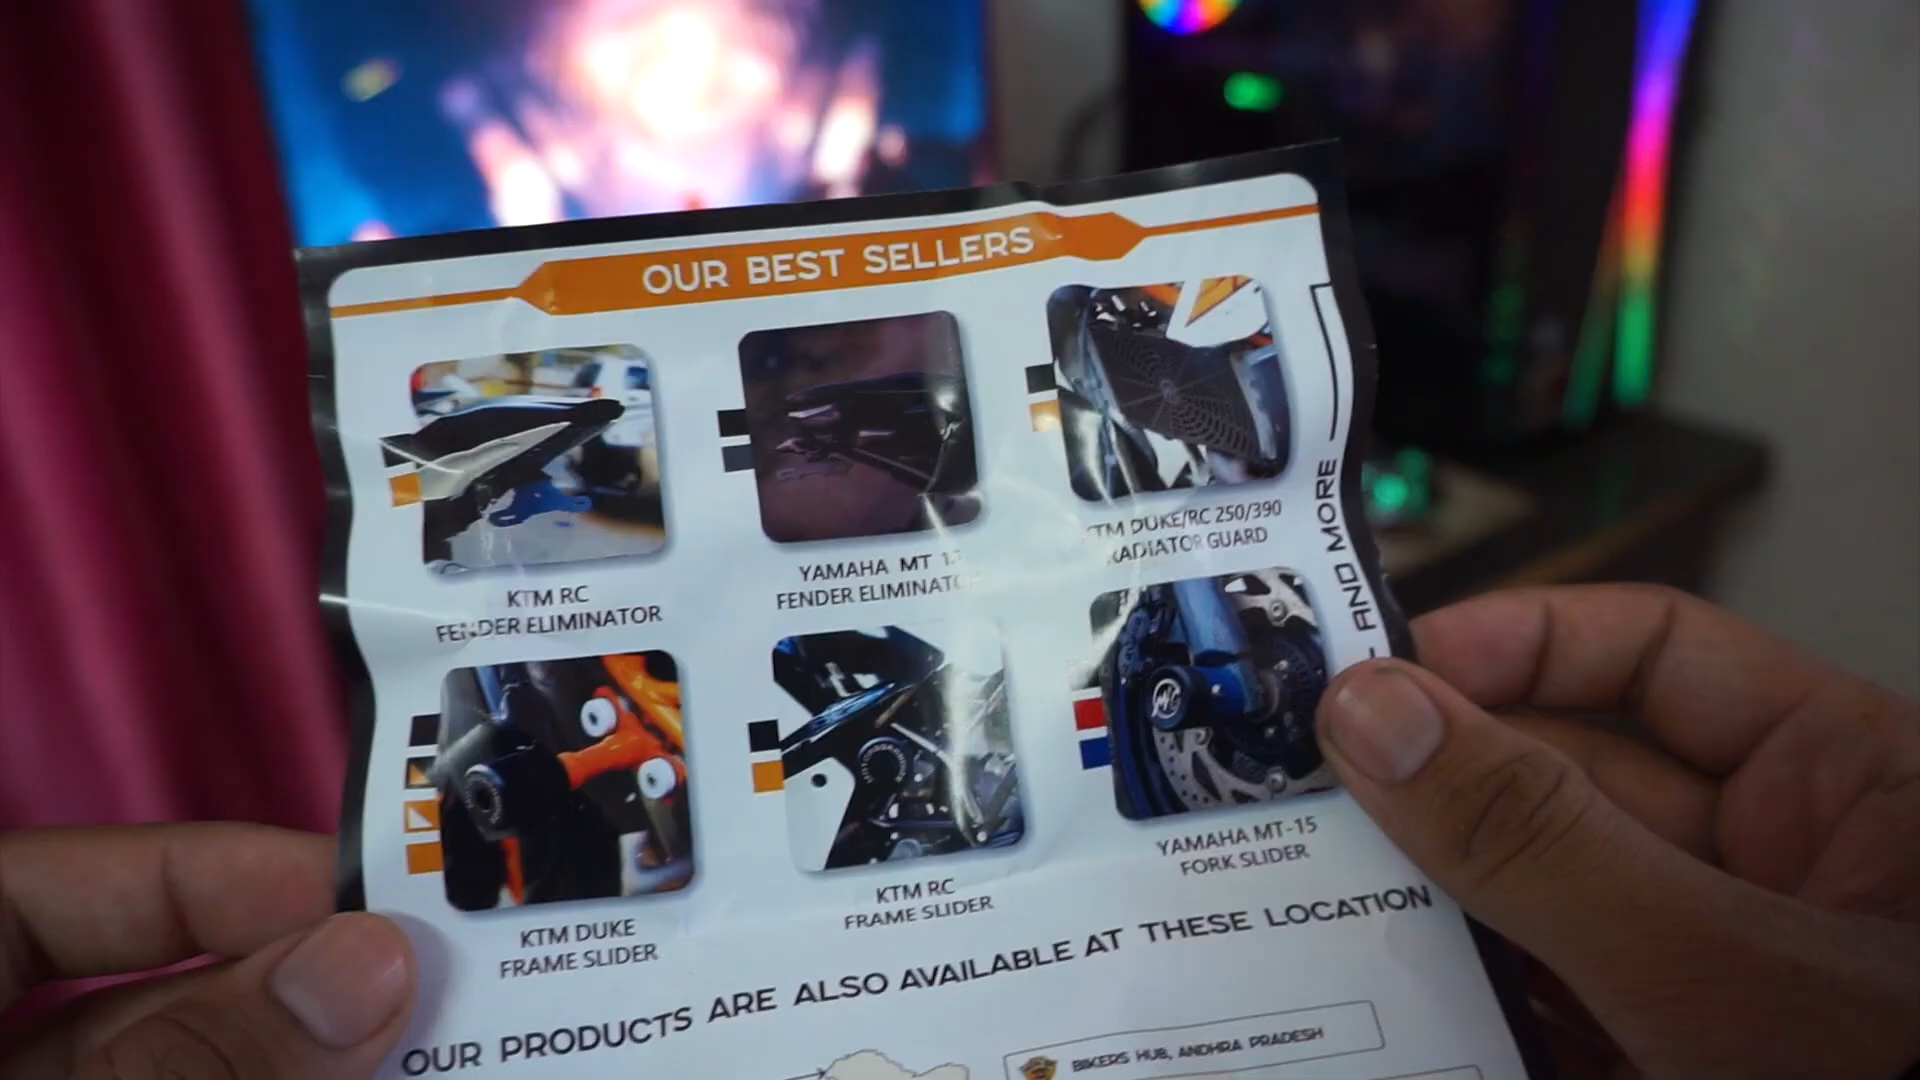 OUR BEST SELLERS
KTM RC
FENDER ELIMINATOR
YAMAHA MT
FENDER
KTM DUKE/RC 250/390
RADIATOR GUARD
AND MORE
KTM DUKE
FRAME SLIDER
KTM RC
FRAME SLIDER
YAMAHA MT-15
FORK SLIDER
OUR PRODUCTS ARE ALSO AVAILABLE AT THESE LOCATION
BIKERS HUB, ANDHRA PRADESH